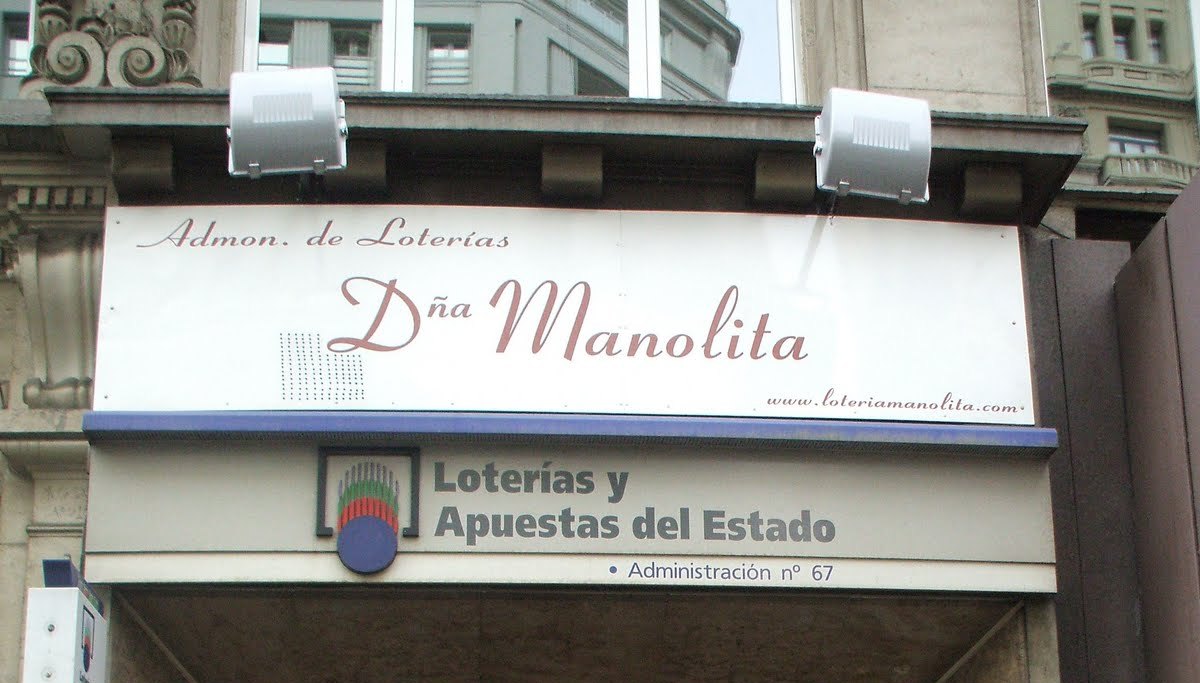 Admon. de Loterías
Dña Manolita
www.loteriamanolita.com
Loterías y
Apuestas del Estado
• Administración nº 67